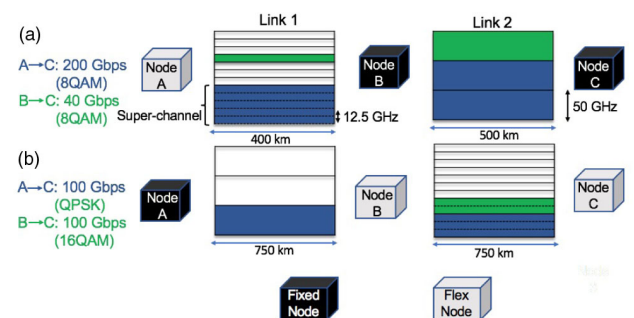 Link 1
Link 2
(a)
A→C: 200 Gbps
(8QAM)
B→C: 40 Gbps
(8QAM)
Node
A
Node
B
Node
C
Super-channel
12.5 GHz
50 GHz
400 km
500 km
(b)
A→C: 100 Gbps
(QPSK)
B→C: 100 Gbps
(16QAM)
Node
A
Node
B
Node
C
750 km
750 km
Fixed
Node
Flex
Node